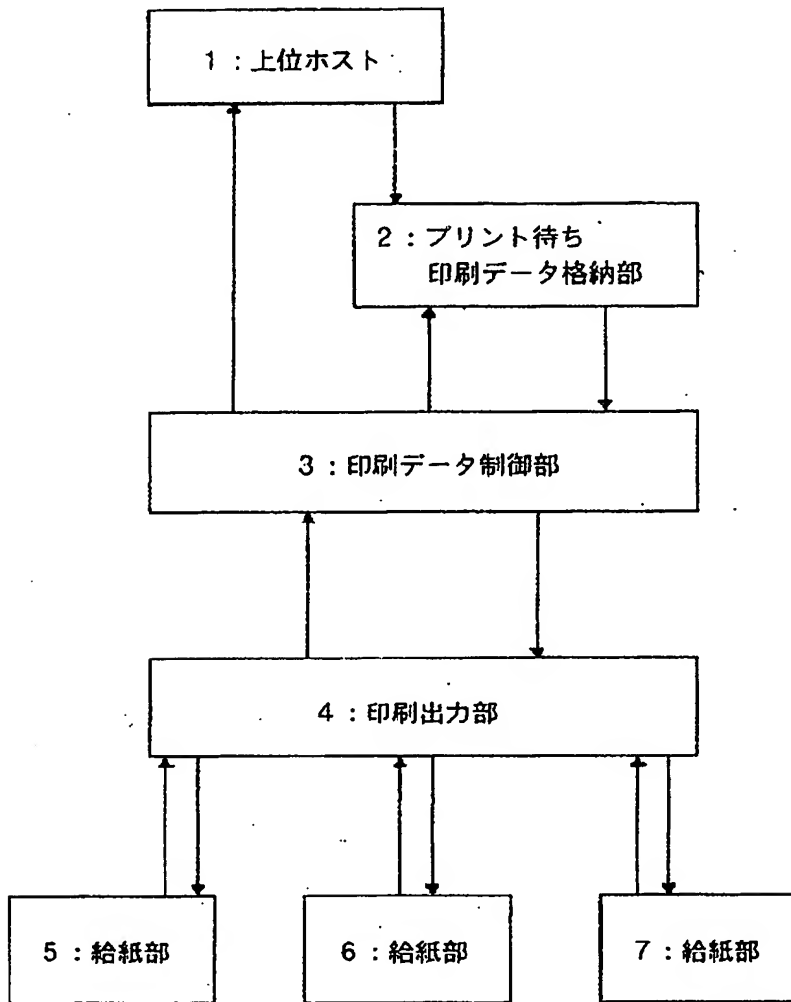 1:上位ホスト
2:プリント待ち
印刷データ格納部
3:印刷データ制御部
4:印刷出力部
5:給紙部
6:給紙部
7:給紙部